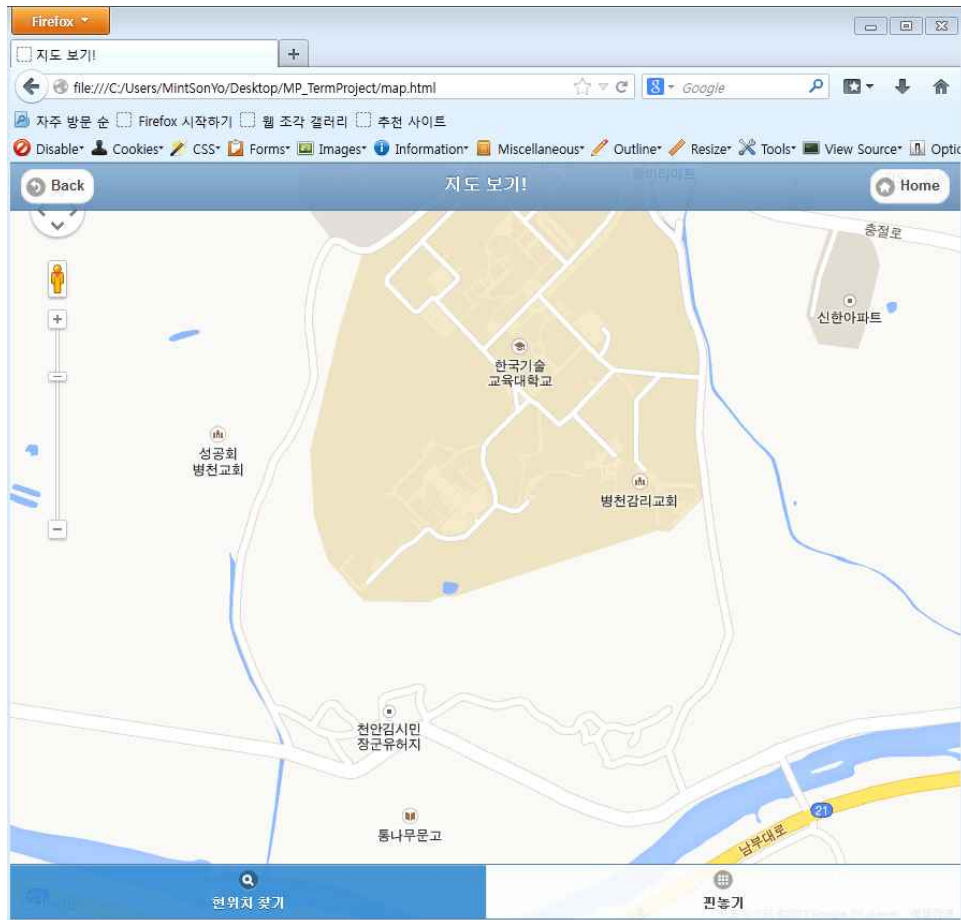 Firefox
지도 보기!
file:///C:/Users/MintSonYo/Desktop/MP_TermProject/map.html
Google
자주 방문 순 Firefox 시작하기 웹 조각 갤러리 추천 사이트
Disable Cookies CSS Forms Images Information Miscellaneous Outline Resize Tools View Source Optic
Back 지도 보기! Home
충절로
신한아파트
한국기술
교육대학교
성공회
병천교회
병천감리교회
천안김시민
장군유허지
통나무문고
21
남부대로
현위치 찾기 핀놓기